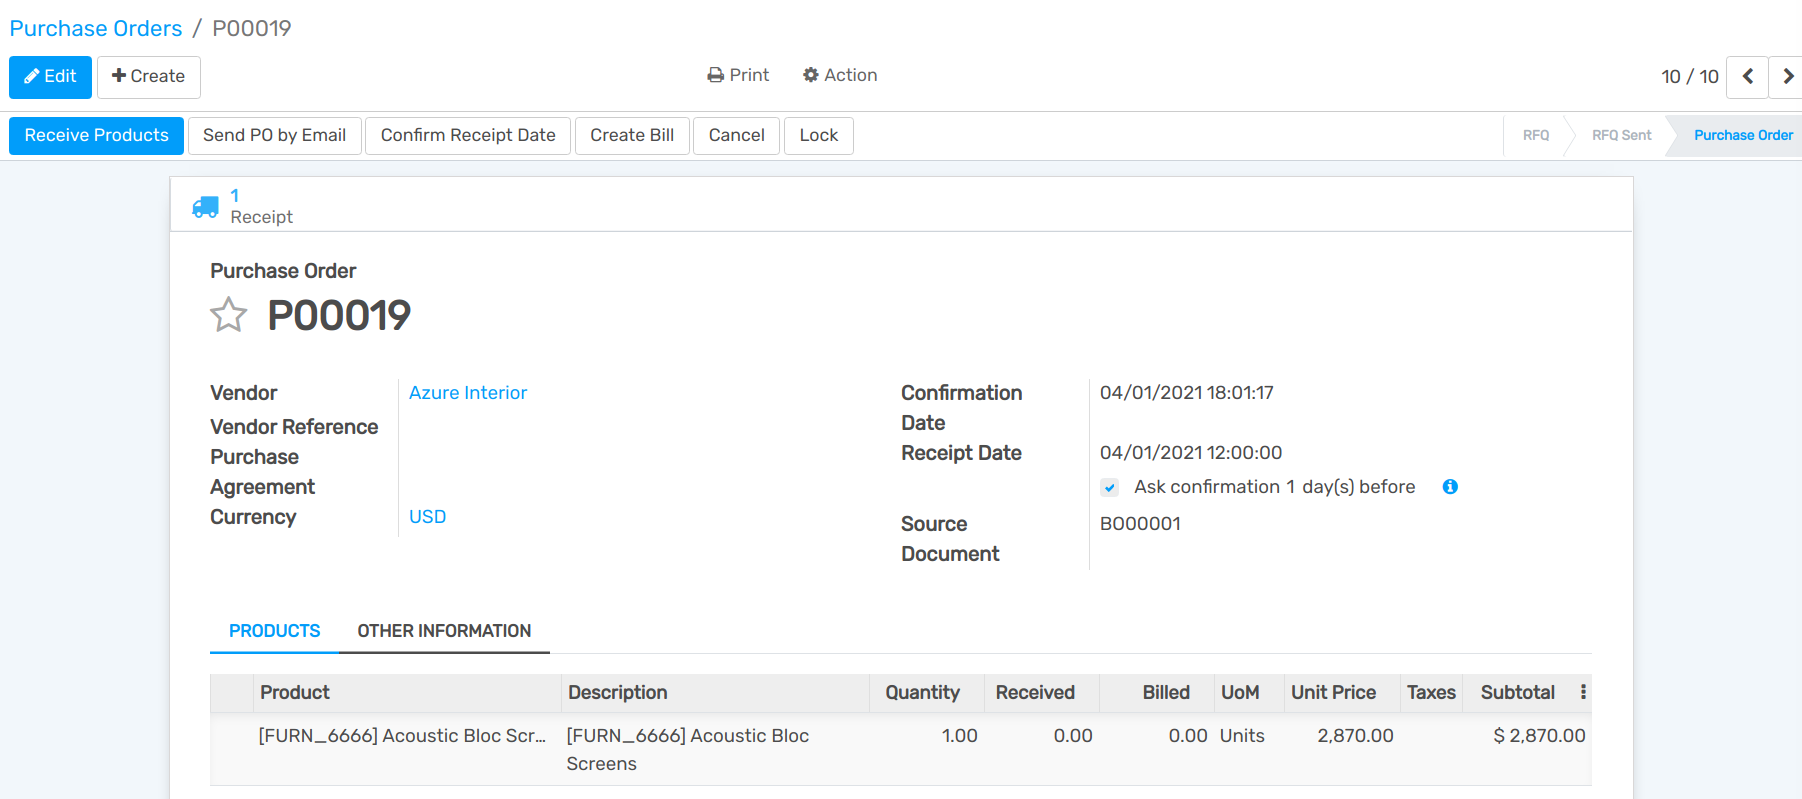 Purchase Orders / P00019
Edit Create Print Action 10 / 10
Receive Products Send PO by Email Confirm Receipt Date Create Bill Cancel Lock RFQ RFQ Sent Purchase Order
1
Receipt
Purchase Order
P00019
Vendor Azure Interior
Vendor Reference
Purchase
Agreement
Currency USD
Confirmation 04/01/2021 18:01:17
Date
Receipt Date 04/01/2021 12:00:00
Ask confirmation 1 day(s) before
Source BO00001
Document
PRODUCTS OTHER INFORMATION
Product Description Quantity Received Billed UoM Unit Price Taxes Subtotal
[FURN_6666] Acoustic Bloc Scr... [FURN_6666] Acoustic Bloc 1.00 0.00 0.00 Units 2,870.00 $ 2,870.00
Screens